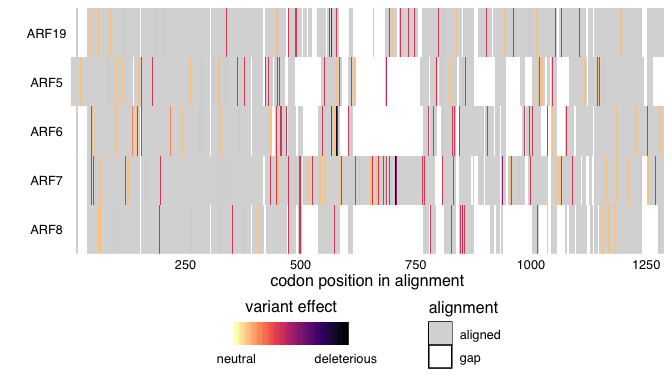 ARF19
ARF5
ARF6
ARF7
ARF8
250 500 750 1000 1250
codon position in alignment
variant effect
neutral deleterious
alignment
aligned
gap